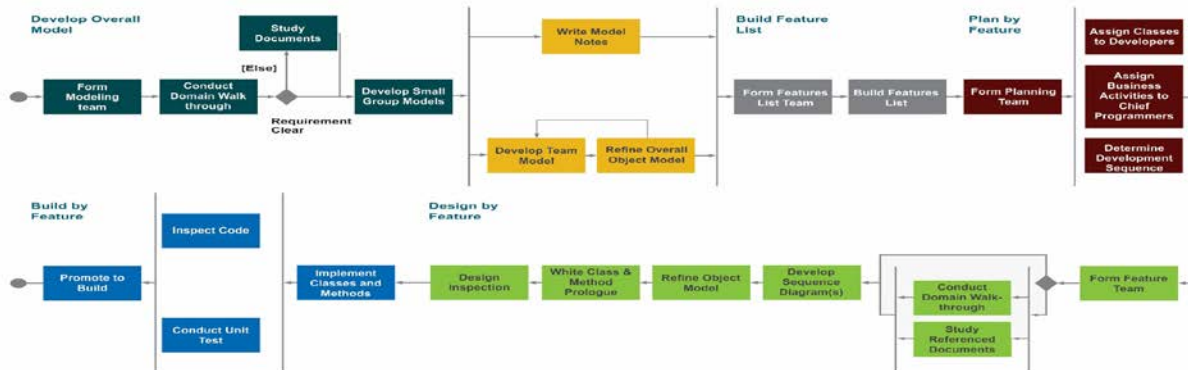 Develop Overall
Model
Study
Documents
[Else]
Form
Modeling
team
Conduct
Domain Walk
through
Requirement
Clear
Develop Small
Group Models
Write Model
Notes
Develop Team
Model
Refine Overall
Object Model
Build Feature
List
Form Features
List Team
Build Features
List
Plan by
Feature
Form Planning
Team
Assign Classes
to Developers
Assign
Business
Activities to
Chief
Programmers
Determine
Development
Sequence
Build by
Feature
Promote to
Build
Inspect Code
Conduct Unit
Test
Design by
Feature
Implement
Classes and
Methods
Design
Inspection
White Class &
Method
Prologue
Refine Object
Model
Develop
Sequence
Diagram(s)
Conduct
Domain Walk-
through
Study
Referenced
Documents
Form Feature
Team